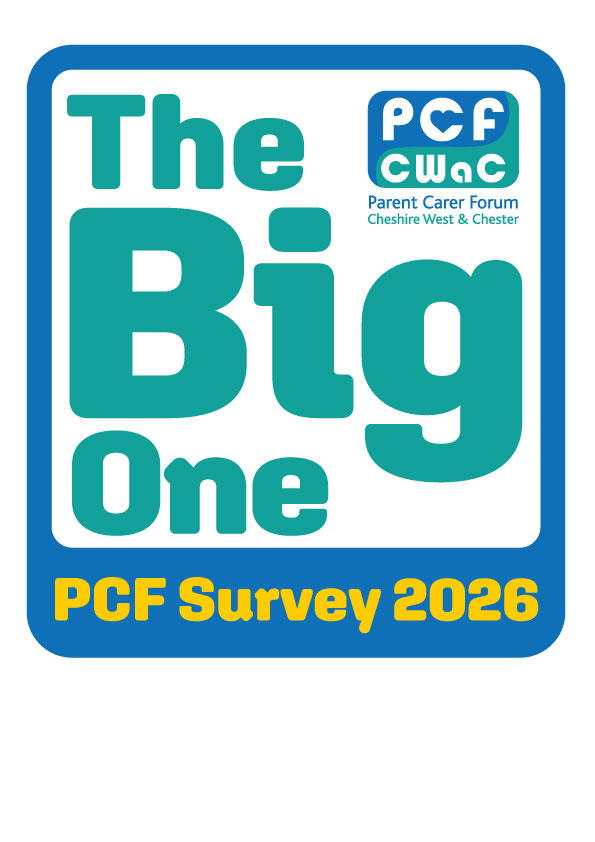 The
PCF
CWaC
Parent Carer Forum
Cheshire West & Chester
Big
One
PCF Survey 2026